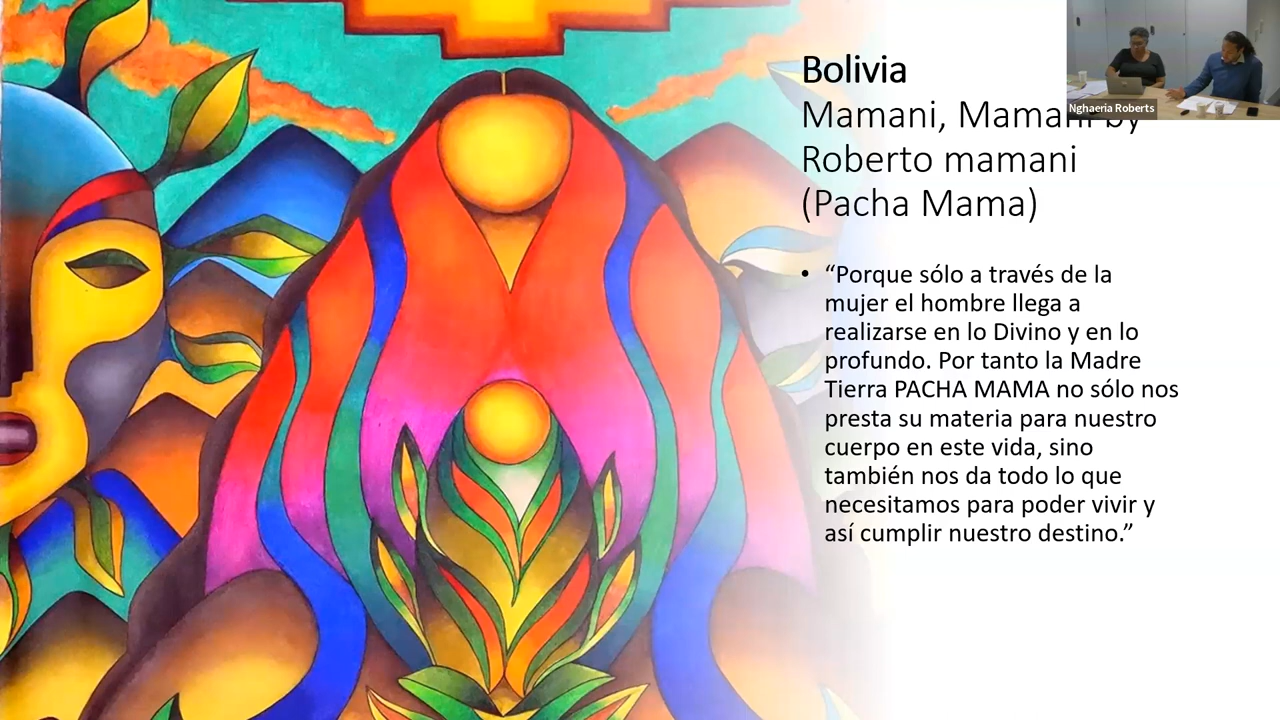 Bolivia
Mamani, Mamani by
Roberto mamani
(Pacha Mama)
• “Porque sólo a través de la
mujer el hombre llega a
realizarse en lo Divino y en lo
profundo. Por tanto la Madre
Tierra PACHA MAMA no sólo nos
presta su materia para nuestro
cuerpo en este vida, sino
también nos da todo lo que
necesitamos para poder vivir y
así cumplir nuestro destino.”
Nghaeria Roberts